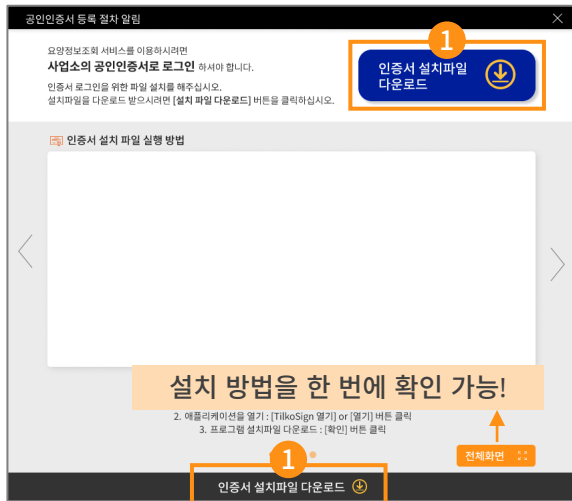 공인인증서 등록 절차 알림
요양정보조회 서비스를 이용하시려면
사업소의 공인인증서로 로그인 하셔야 합니다.
인증서 로그인을 위한 파일 설치를 해주십시오.
설치파일을 다운로드 받으시려면 [설치 파일 다운로드] 버튼을 클릭하십시오.
1
인증서 설치파일
다운로드
인증서 설치 파일 실행 방법
설치 방법을 한 번에 확인 가능!
2. 애플리케이션을 열기 : [TilkoSign 열기] or [열기] 버튼 클릭
3. 프로그램 설치파일 다운로드 : [확인] 버튼 클릭
전체화면
1
인증서 설치파일 다운로드